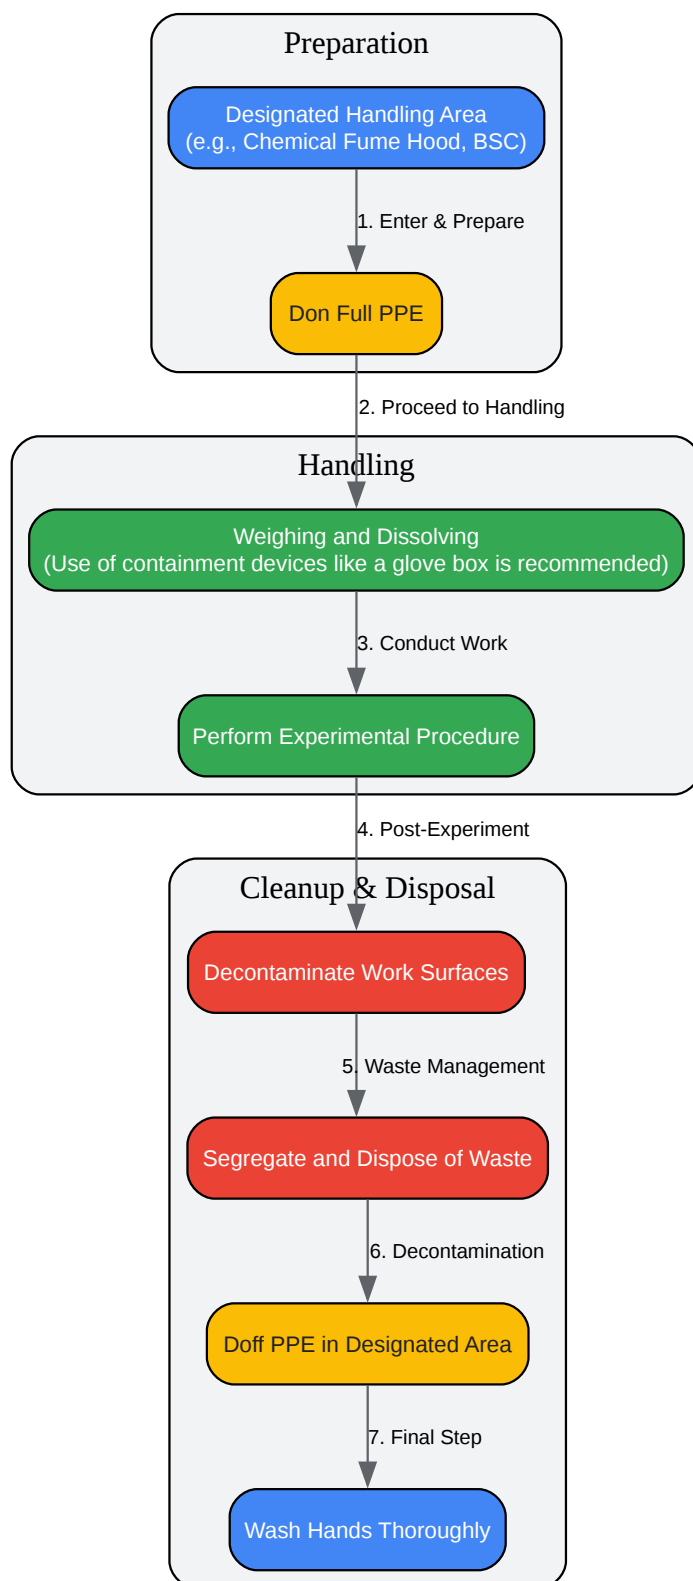 Preparation
Designated Handling Area
(e.g., Chemical Fume Hood, BSC)
1. Enter & Prepare
Don Full PPE
2. Proceed to Handling
Handling
Weighing and Dissolving
(Use of containment devices like a glove box is recommended)
3. Conduct Work
Perform Experimental Procedure
4. Post-Experiment
Cleanup & Disposal
Decontaminate Work Surfaces
5. Waste Management
Segregate and Dispose of Waste
6. Decontamination
Doff PPE in Designated Area
7. Final Step
Wash Hands Thoroughly